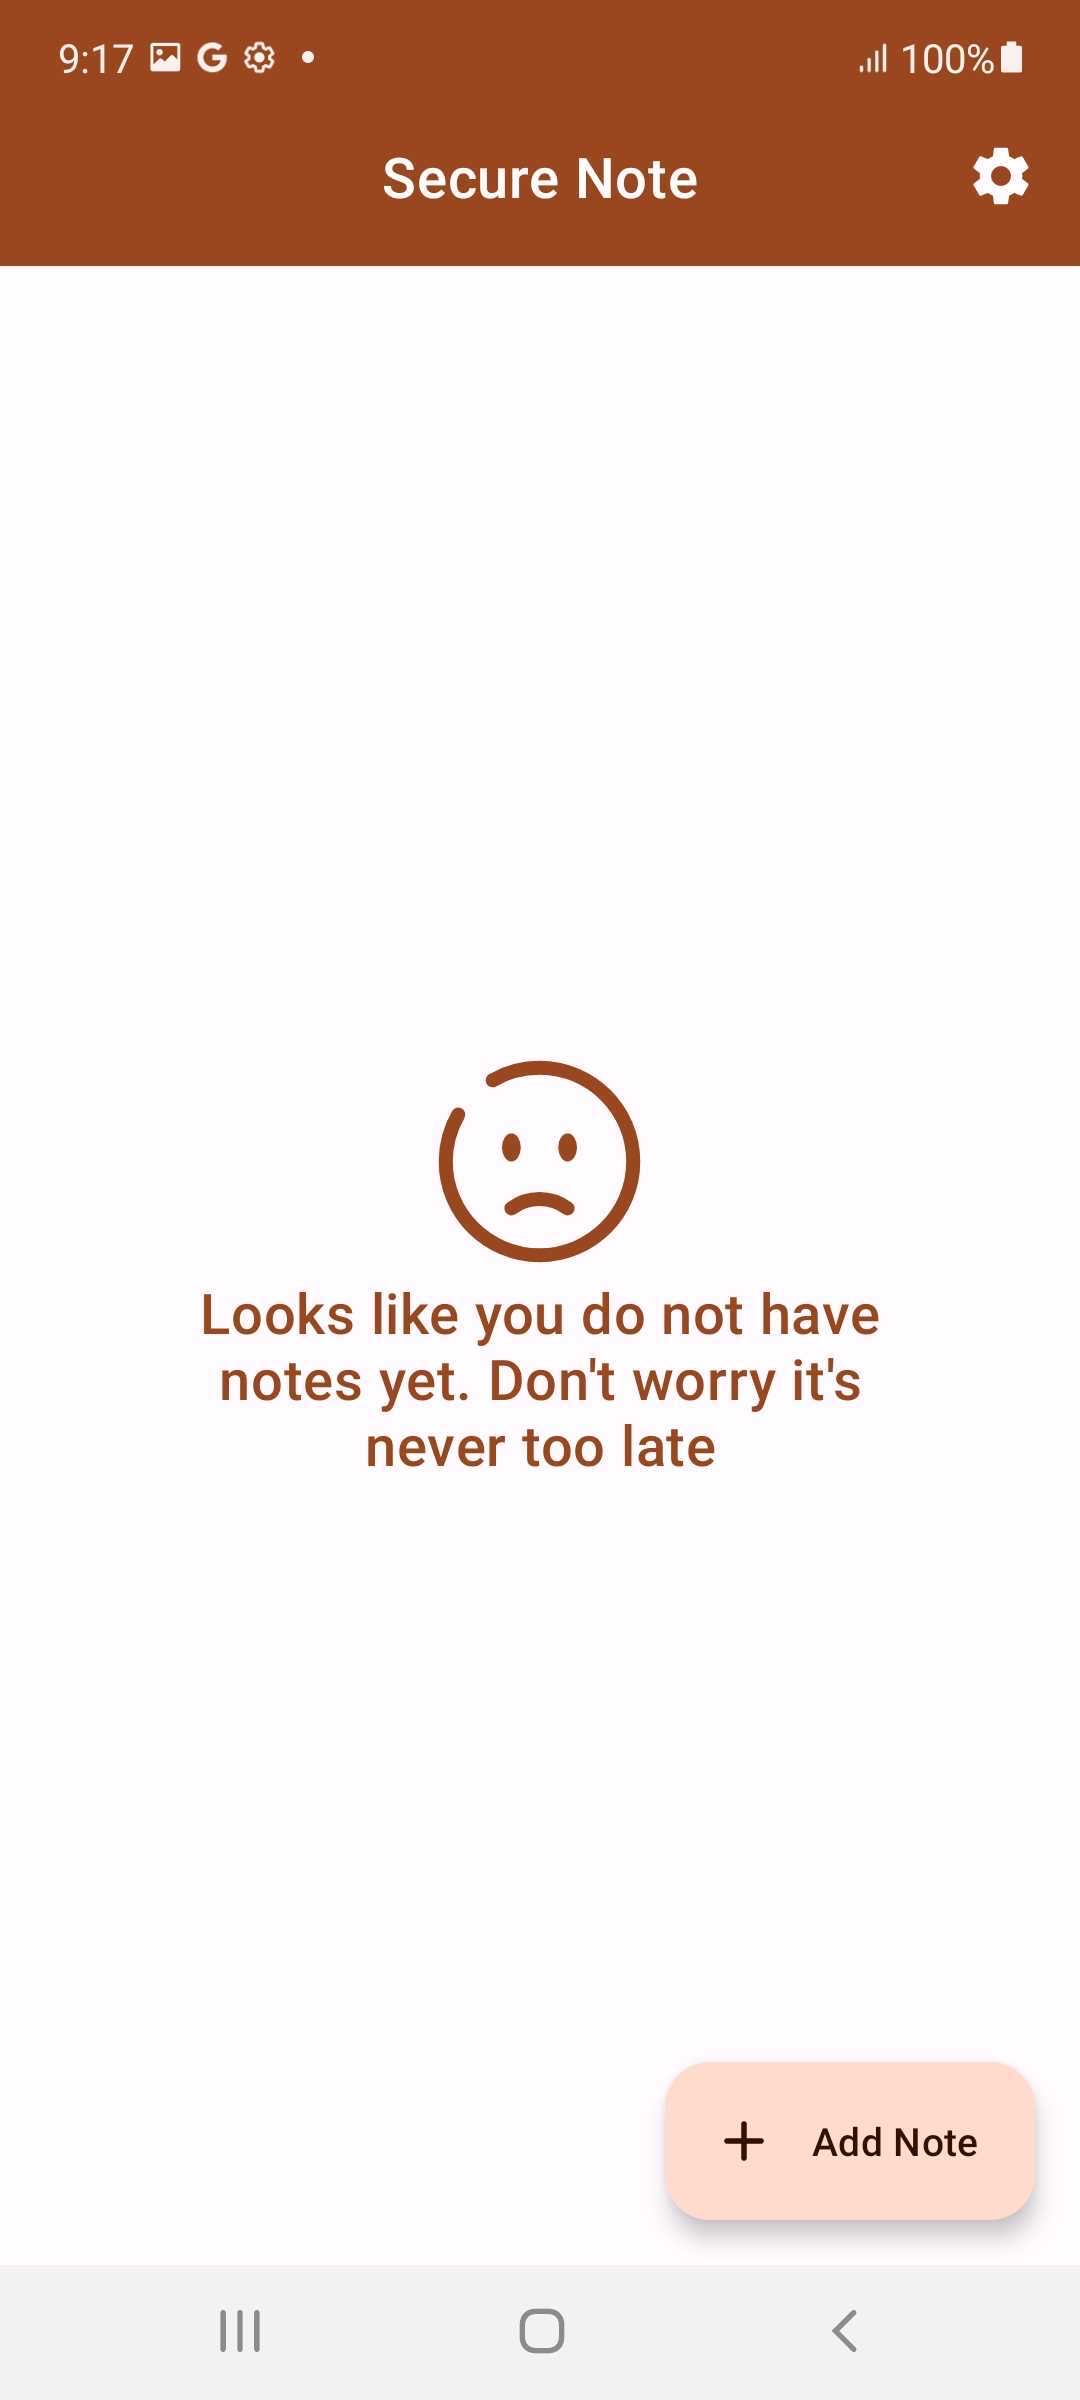 9:17
100%
Secure Note
Looks like you do not have
notes yet. Don't worry it's
never too late
Add Note